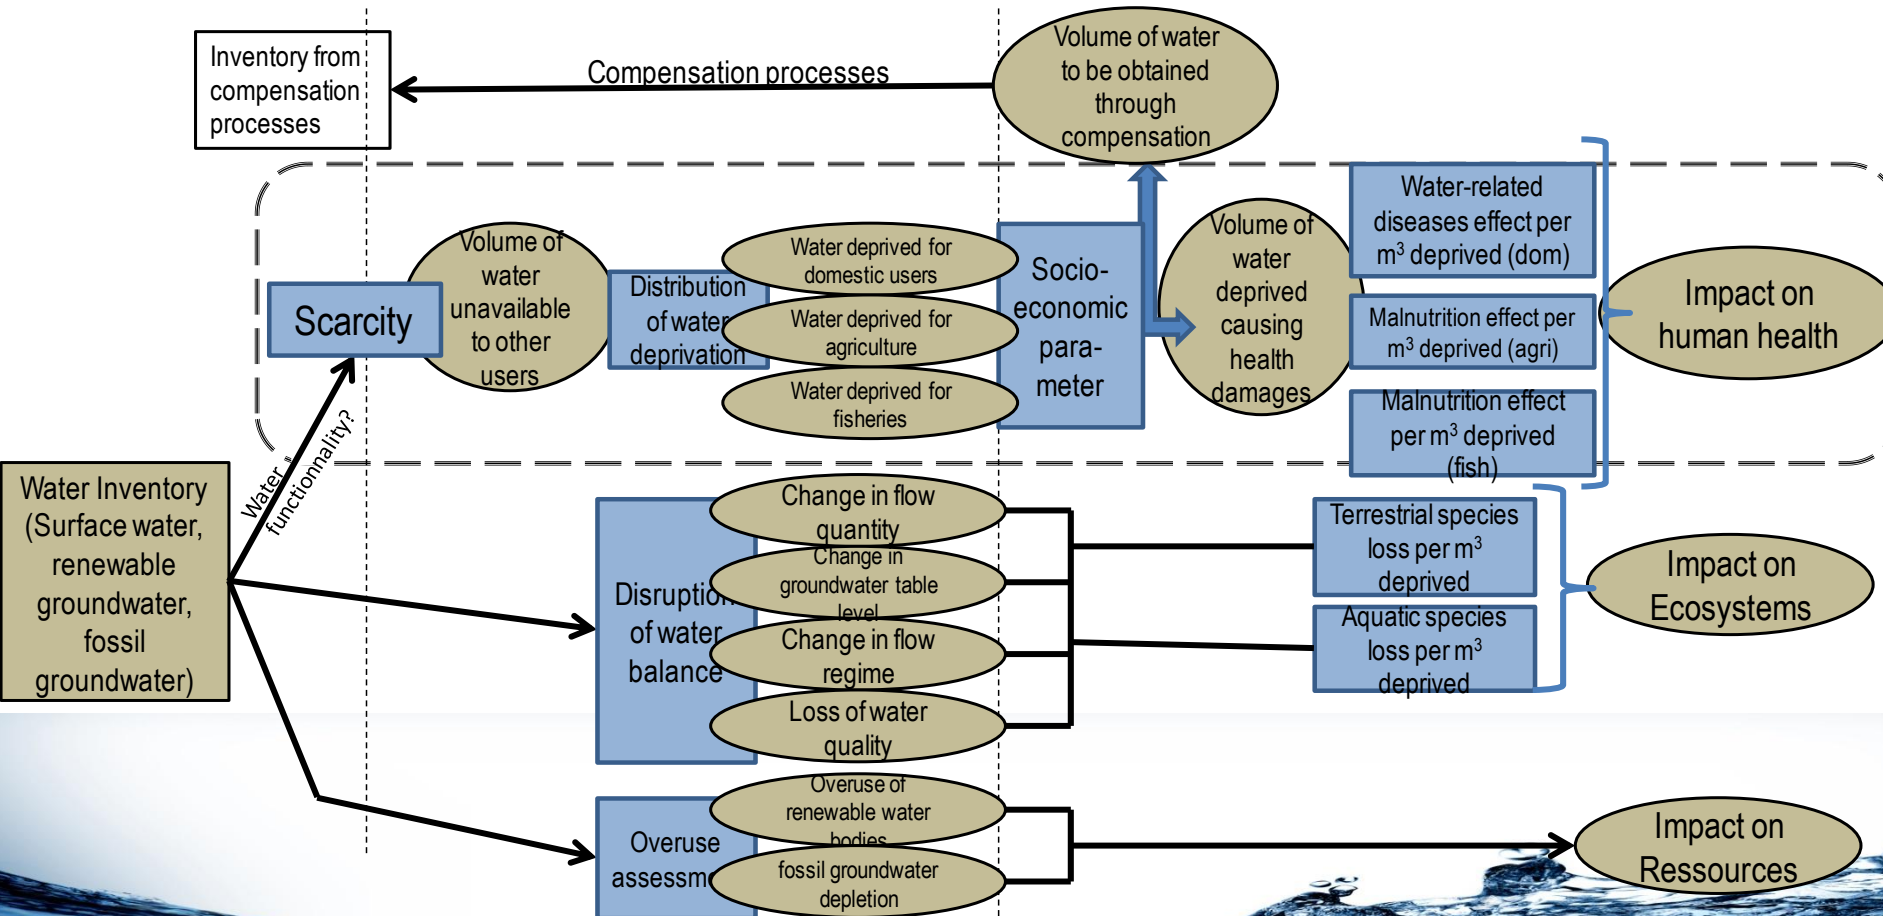 Inventory from
compensation
processes
Compensation processes
Volume of water
to be obtained
through
compensation
Scarcity
Volume of
water
unavailable
to other
users
Distribution
of water
deprivation
Water deprived for
domestic users
Water deprived for
agriculture
Water deprived for
fisheries
Socio-
economic
para-
meter
Volume of
water
deprived
causing
health
damages
Water-related
diseases effect per
m³ deprived (dom)
Malnutrition effect per
m³ deprived (agri)
Malnutrition effect
per m³ deprived
(fish)
Impact on
human health
Water
functionnality?
Water Inventory
(Surface water,
renewable
groundwater,
fossil
groundwater)
Disruption
of water
balance
Change in flow
quantity
Change in
groundwater table
level
Change in flow
regime
Loss of water
quality
Terrestrial species
loss per m³
deprived
Aquatic species
loss per m³
deprived
Impact on
Ecosystems
Overuse
assessm
Overuse of
renewable water
bodies
fossil groundwater
depletion
Impact on
Ressources